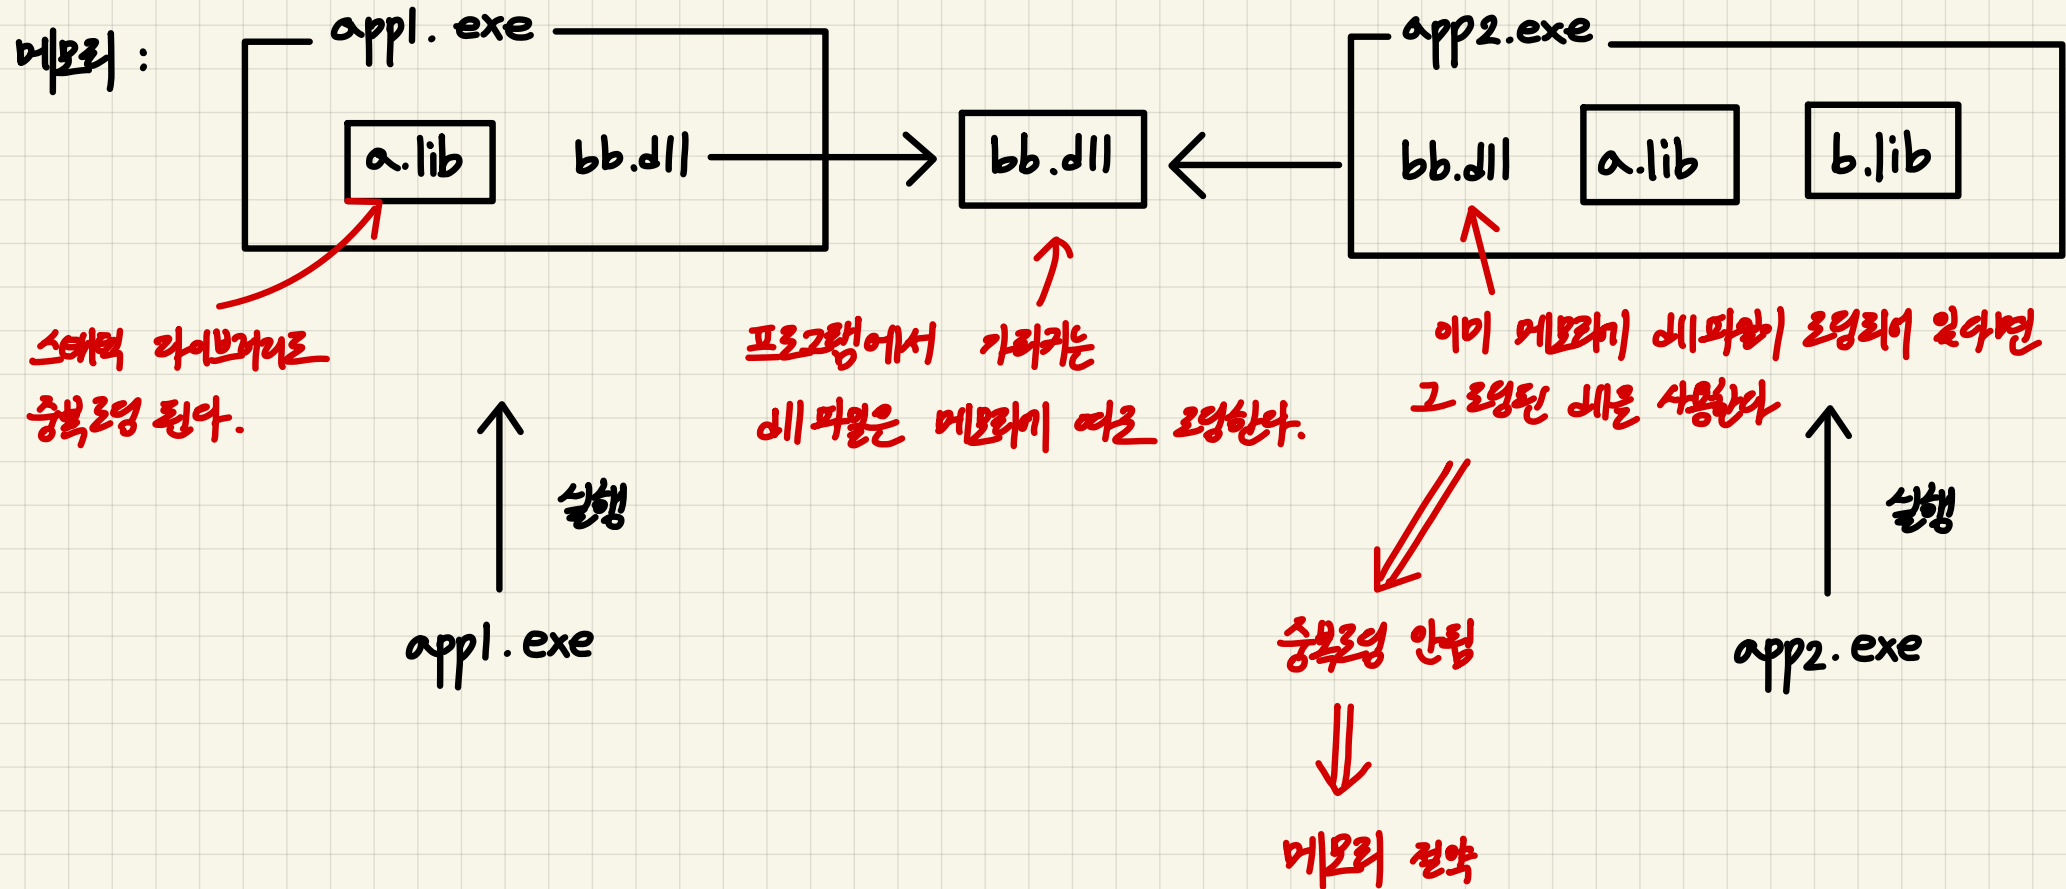 메모리 :
app1.exe
a.lib
bb.dll
bb.dll
app2.exe
bb.dll
a.lib
b.lib
스태틱 라이브러리로
중복로딩 된다.
프로그램에서 가리키는
dll 파일은 메모리에 따로 로딩한다.
이미 메모리에 dll 파일이 로딩되어 있다면
그 로딩된 dll을 사용한다
실행
실행
app1.exe
app2.exe
중복로딩 안됨
메모리 절약